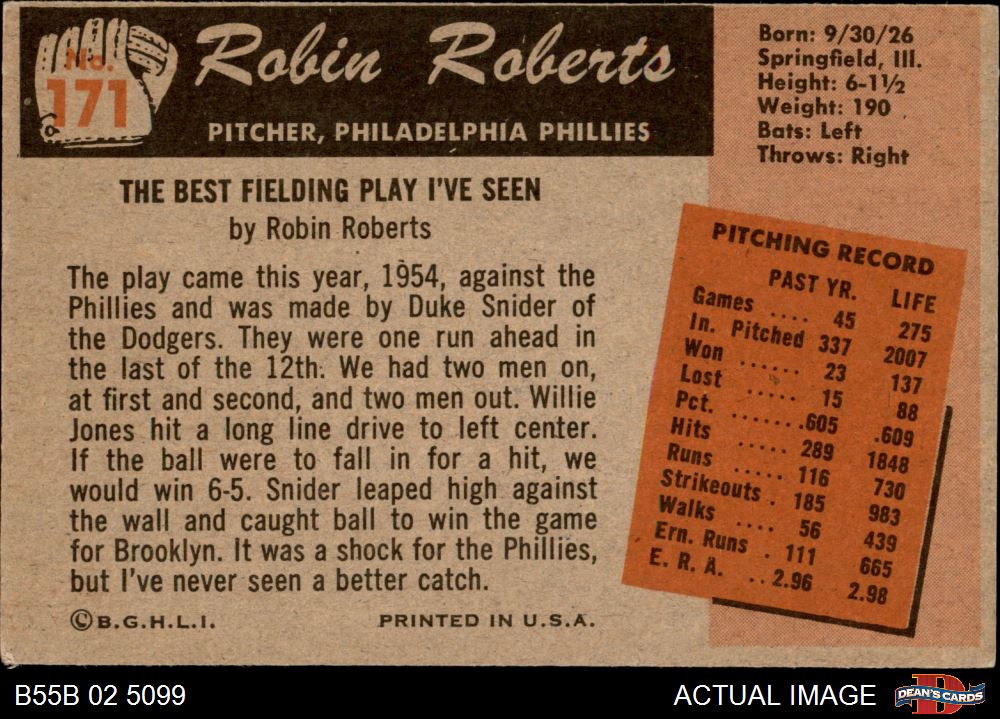 No.
171
Robin Roberts
PITCHER, PHILADELPHIA PHILLIES
Born: 9/30/26
Springfield, Ill.
Height: 6-1½
Weight: 190
Bats: Left
Throws: Right
THE BEST FIELDING PLAY I'VE SEEN
by Robin Roberts
The play came this year, 1954, against the
Phillies and was made by Duke Snider of
the Dodgers. They were one run ahead in
the last of the 12th. We had two men on,
at first and second, and two men out. Willie
Jones hit a long line drive to left center.
If the ball were to fall in for a hit, we
would win 6-5. Snider leaped high against
the wall and caught ball to win the game
for Brooklyn. It was a shock for the Phillies,
but I've never seen a better catch.
©B.G.H.L.I. PRINTED IN U.S.A.
PITCHING RECORD
PAST YR. LIFE
Games .... 45 275
In. Pitched 337 2007
Won ...... 23 137
Lost ..... 15 88
Pct. ...... .605 .609
Hits ..... 289 1848
Runs ..... 116 730
Strikeouts . 185 983
Walks .... 56 439
Ern. Runs . 111 665
E. R. A. .. 2.96 2.98
B55B 02 5099
ACTUAL IMAGE
D
DEAN'S CARDS